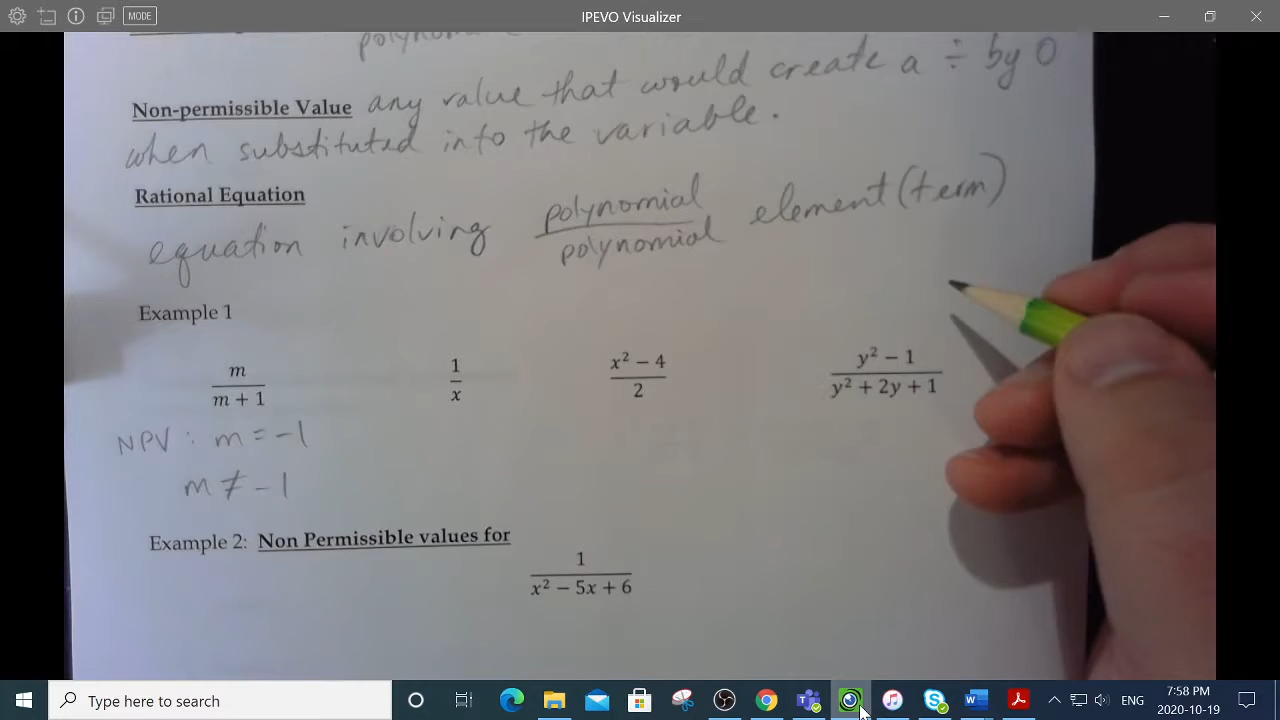 IPEVO Visualizer
MODE
any value that would create a ÷ by 0
Non-permissible Value
when substituted into the variable.
Rational Equation
equation involving polynomial/polynomial element (term)
Example 1
m/(m + 1) 1/x (x² − 4)/2 (y² − 1)/(y² + 2y + 1)
NPV: m = -1
m ≠ -1
Example 2: Non Permissible values for
1/(x² − 5x + 6)
Type here to search
ENG
7:58 PM
2020-10-19